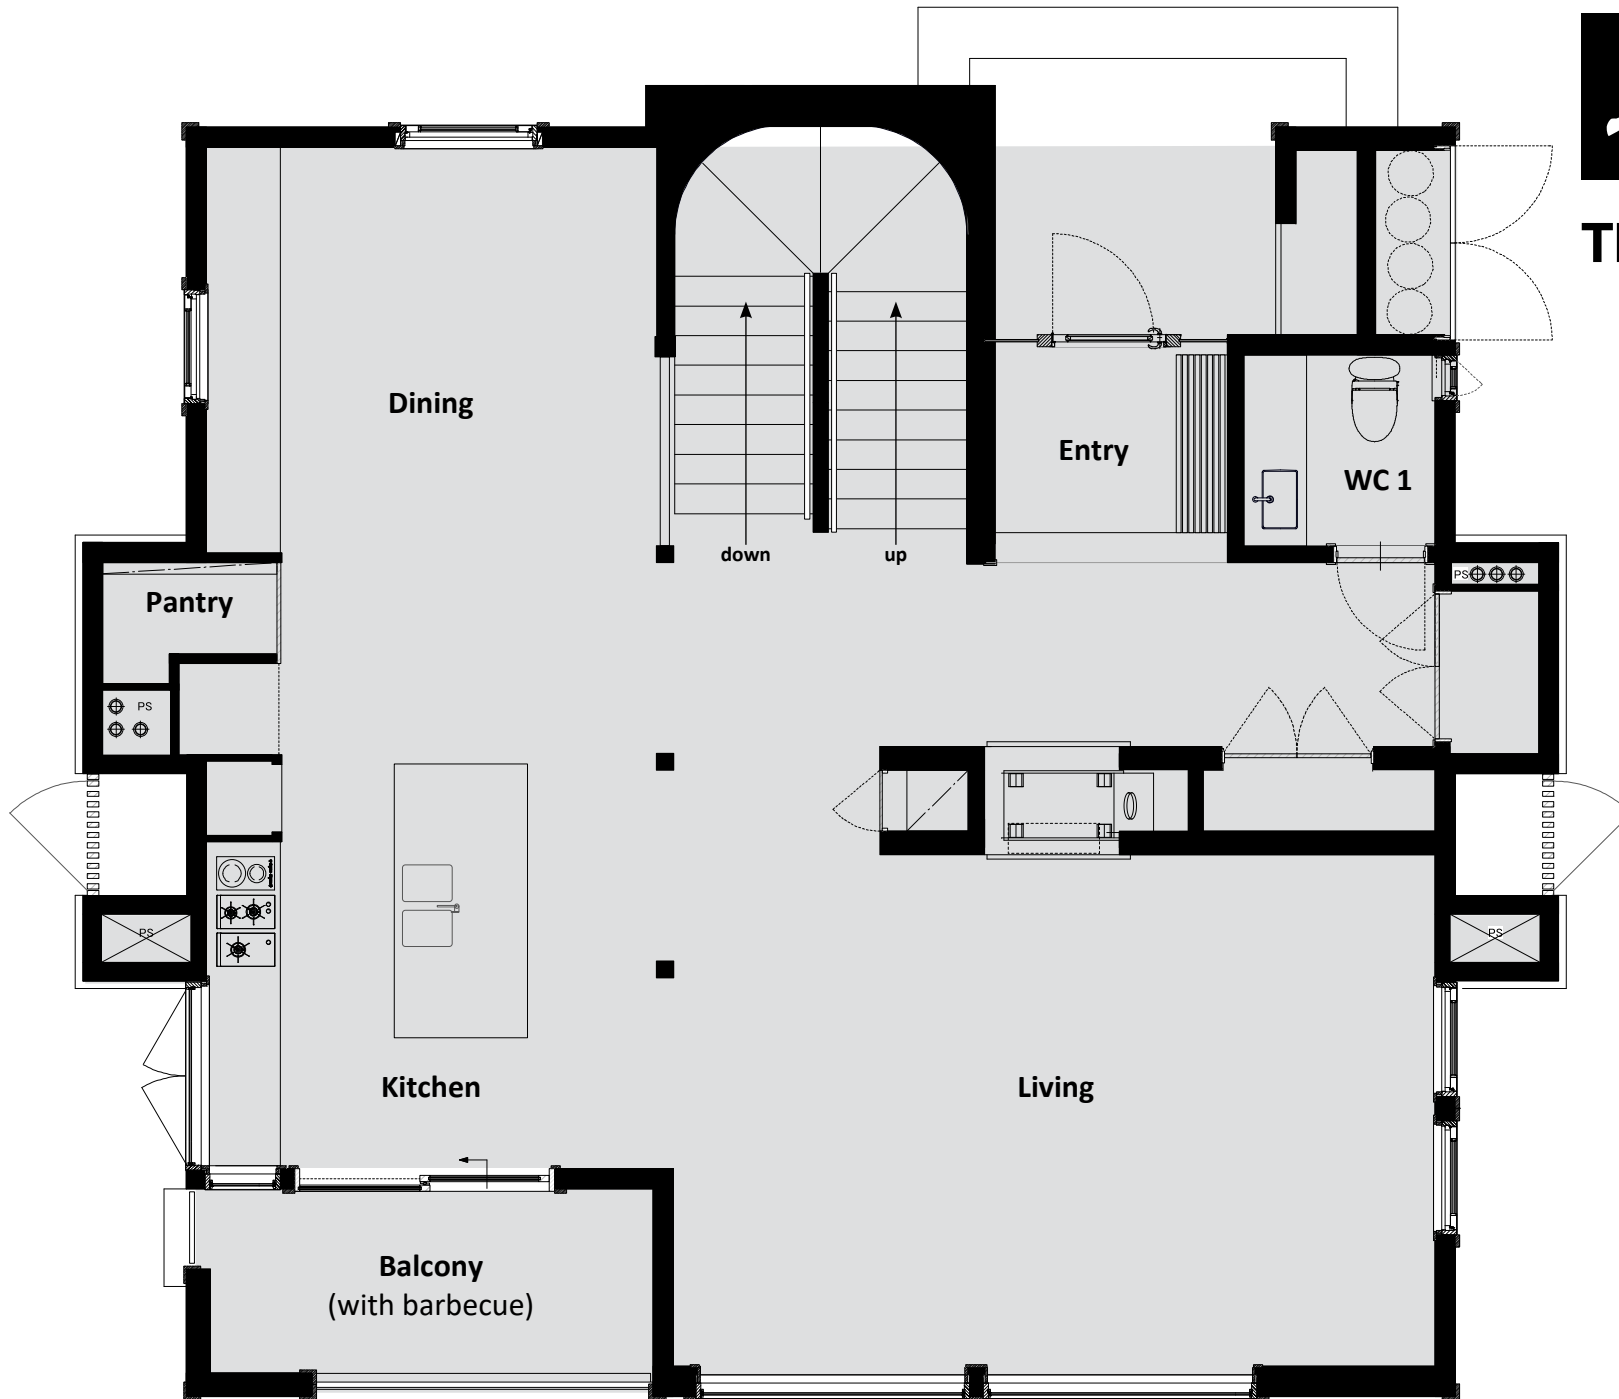 Dining
Entry
WC 1
down
up
PS
Pantry
PS
PS
PS
Kitchen
Living
Balcony
(with barbecue)